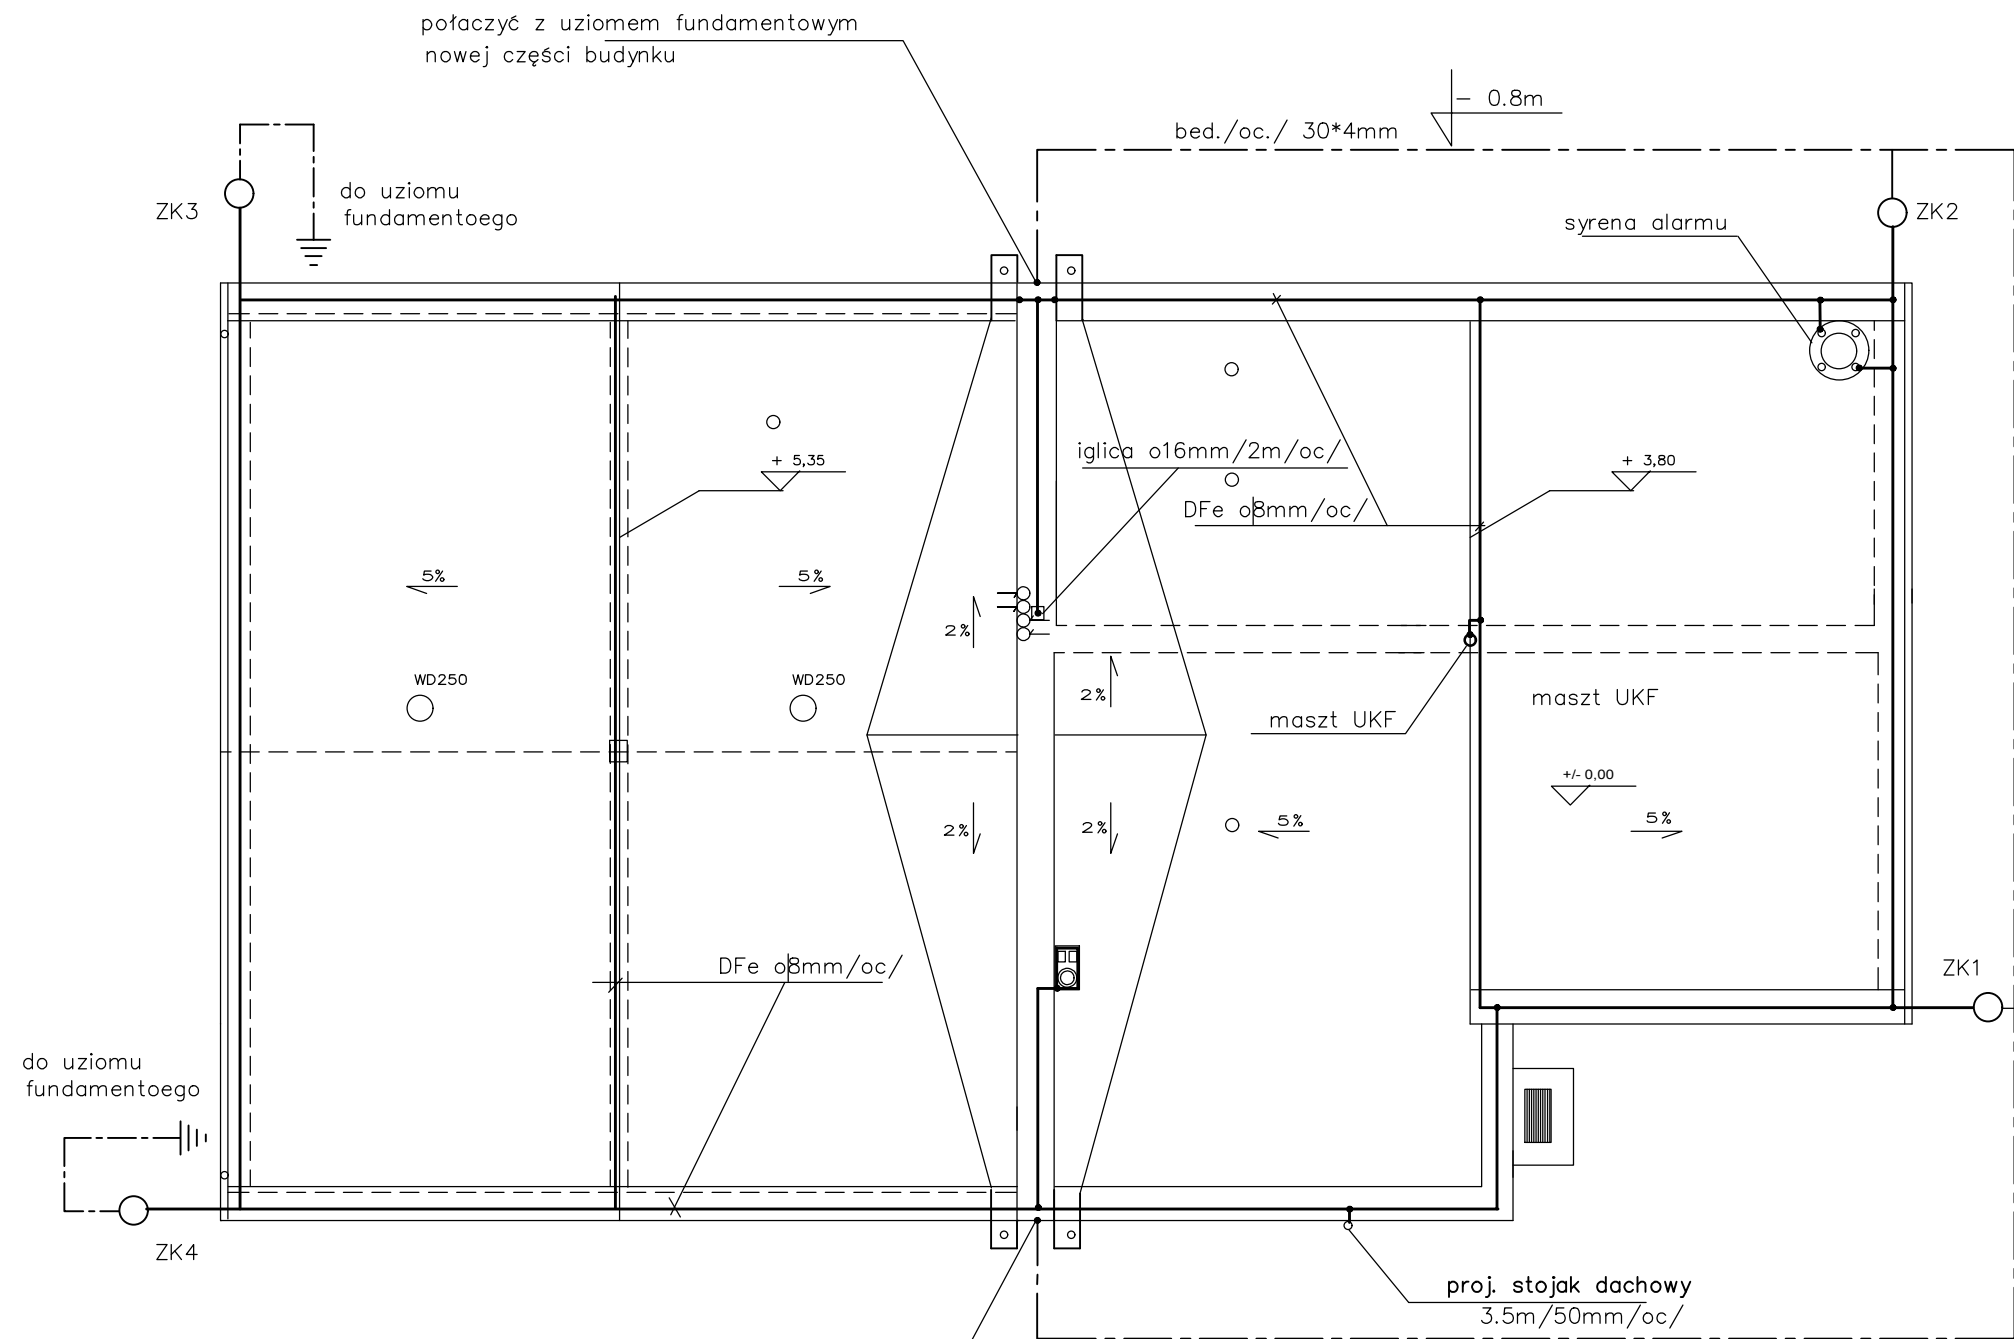 połaczyć z uziomem fundamentowym
nowej części budynku
- 0.8m
bed./oc./ 30*4mm
do uziomu
fundamentoego
ZK3
ZK2
syrena alarmu
iglica o16mm/2m/oc/
+ 5,35
+ 3,80
DFe o8mm/oc/
5%
5%
2%
WD250
WD250
2%
maszt UKF
maszt UKF
+/- 0,00
2%
2%
5%
5%
DFe o8mm/oc/
ZK1
do uziomu
fundamentoego
ZK4
proj. stojak dachowy
3.5m/50mm/oc/